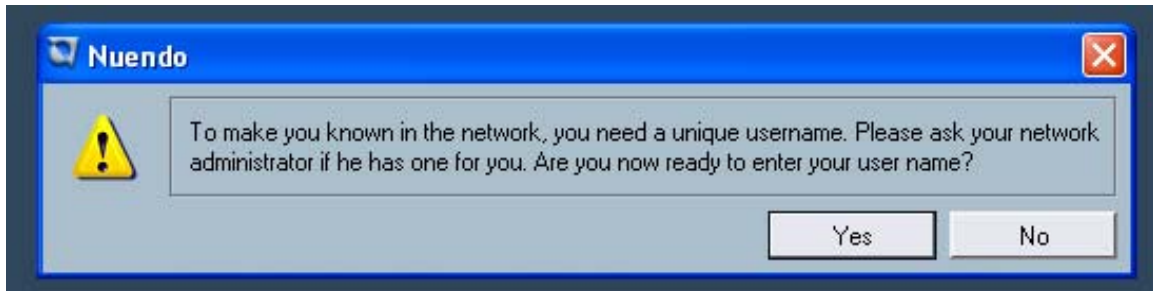 Nuendo
To make you known in the network, you need a unique username. Please ask your network
administrator if he has one for you. Are you now ready to enter your user name?
Yes No